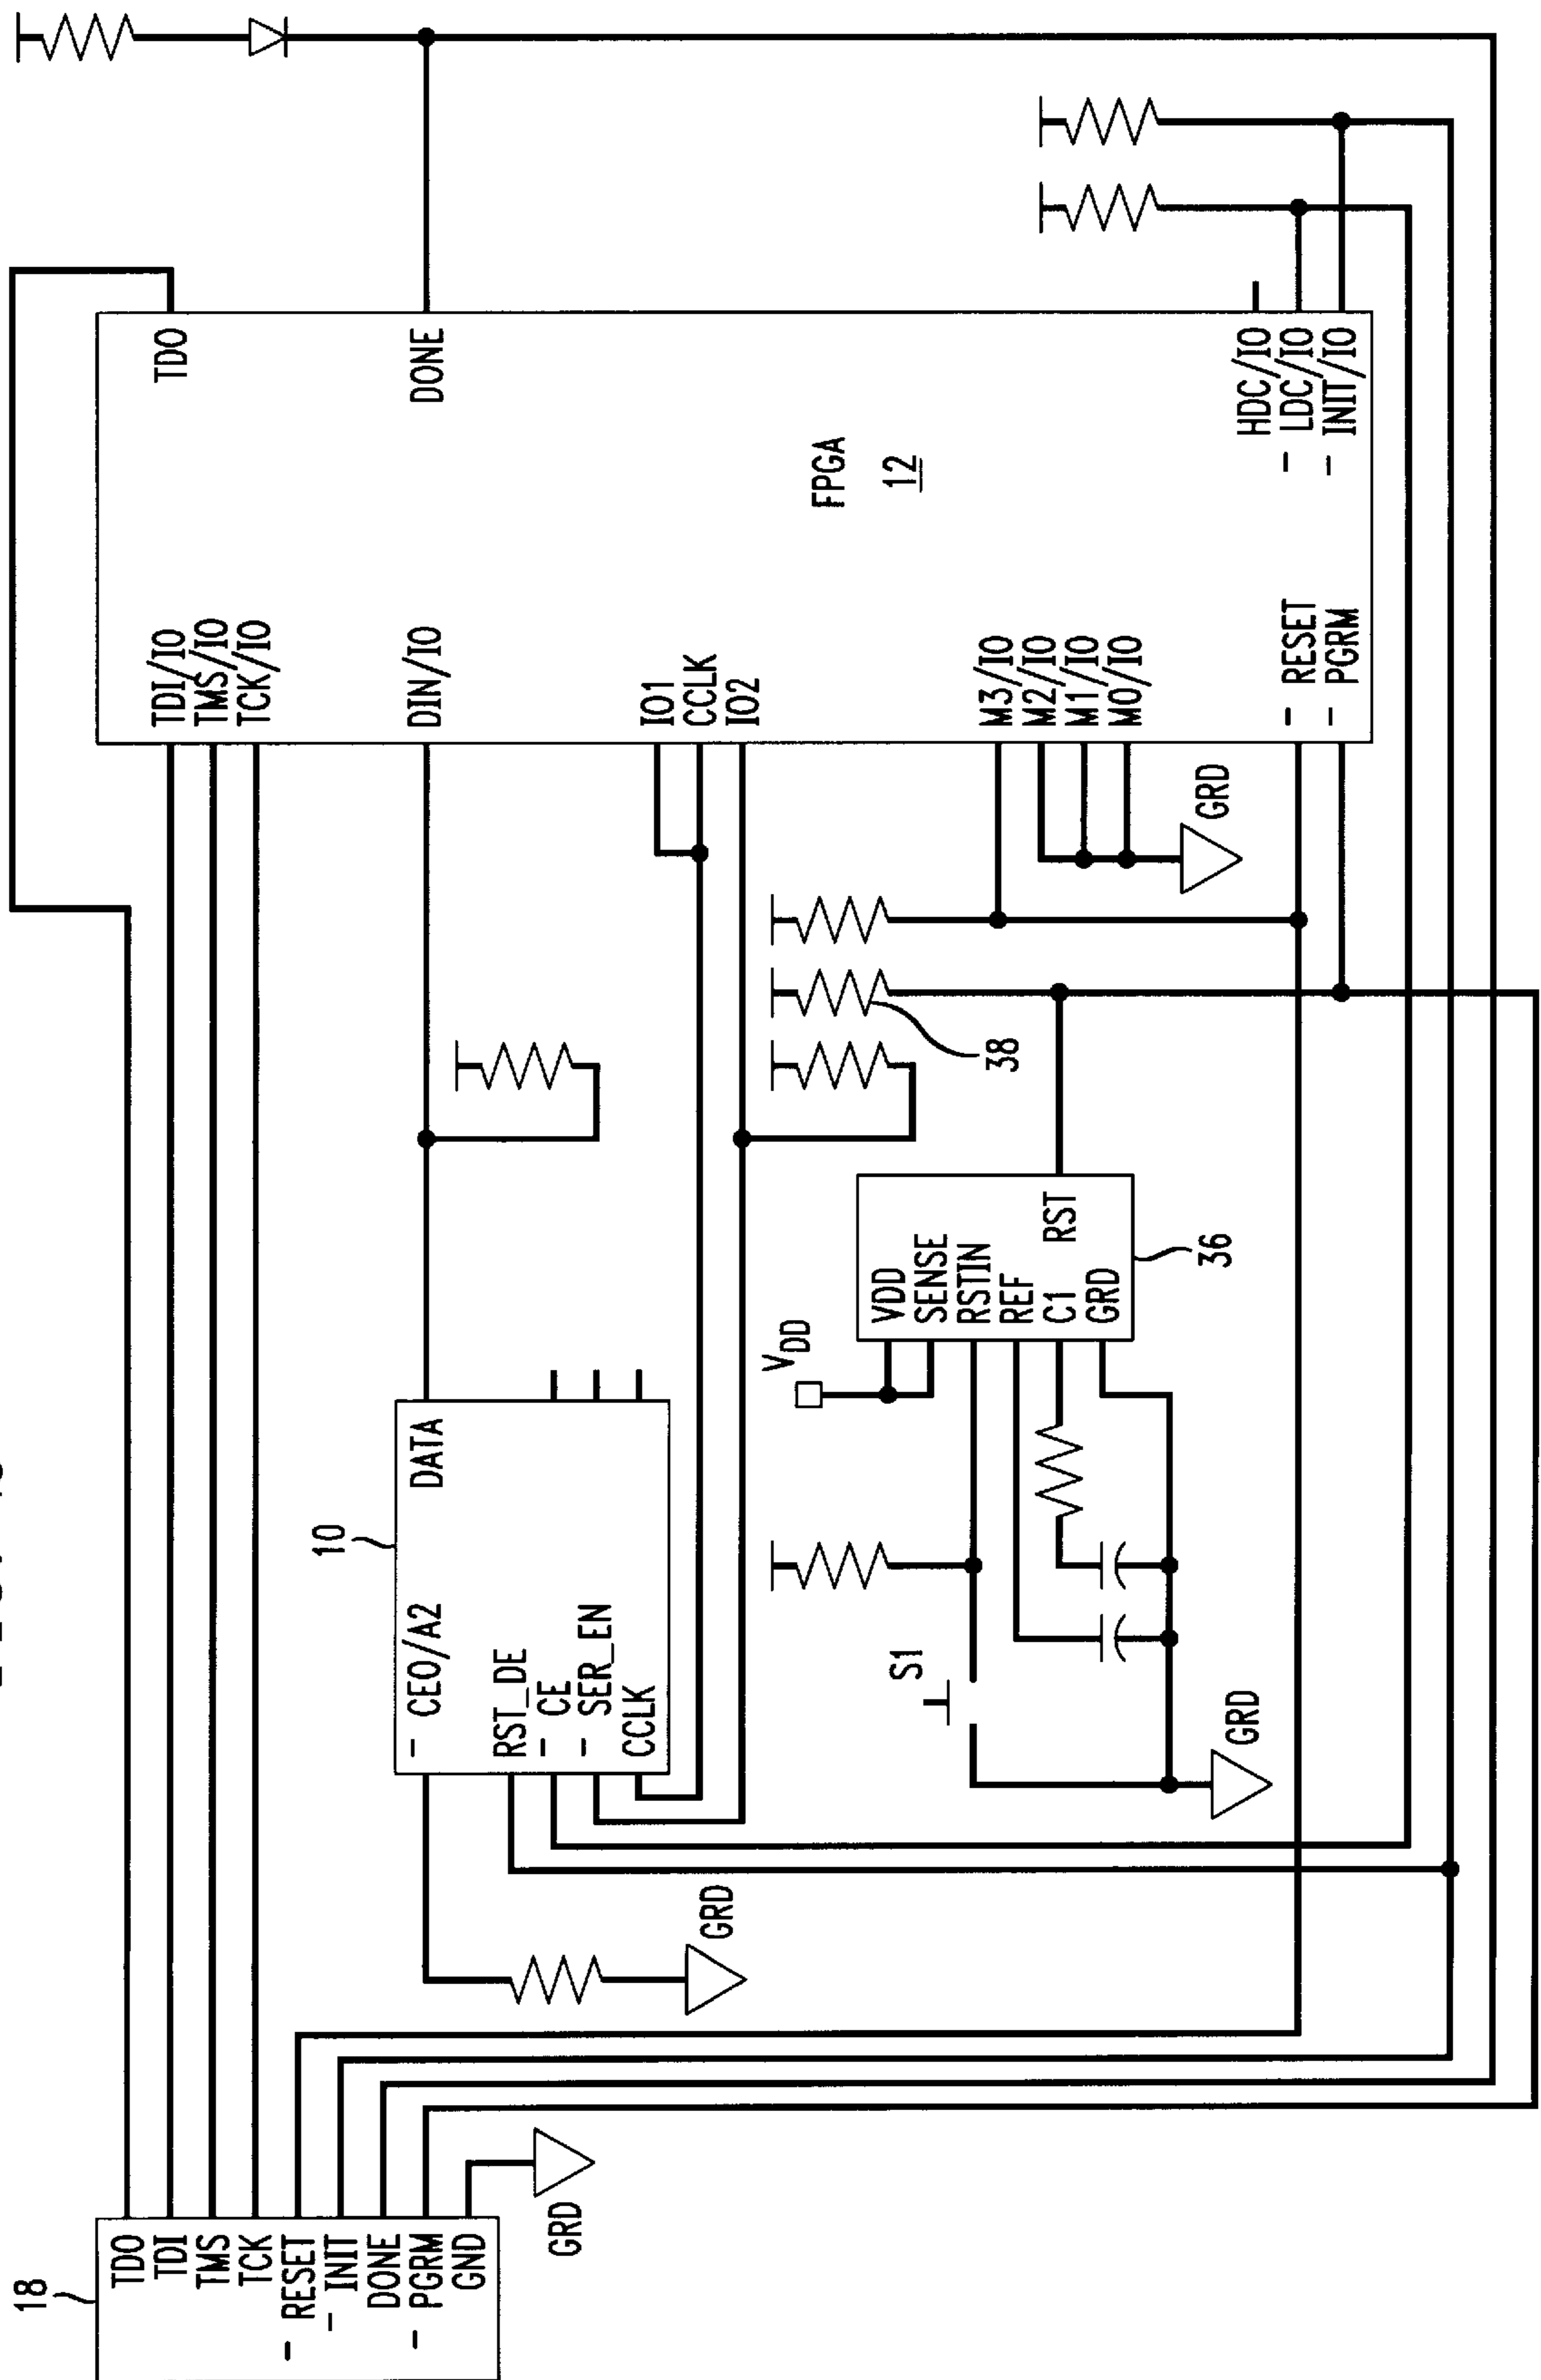 18
TDO
TDI
TMS
TCK
- RESET
- INIT
DONE
- PGRM
GND
GRD
GRD
10
- CEO/A2
DATA
RST_DE
- CE
- SER_EN
CCLK
S1
GRD
VDD
VDD
SENSE
RSTIN
REF
C1
GRD
RST
36
38
GRD
TDI/IO
TMS/IO
TCK/IO
DIN/IO
IO1
CCLK
IO2
M3/IO
M2/IO
M1/IO
M0/IO
- RESET
- PGRM
FPGA
12
TDO
DONE
HDC/IO
- LDC/IO
- INIT/IO